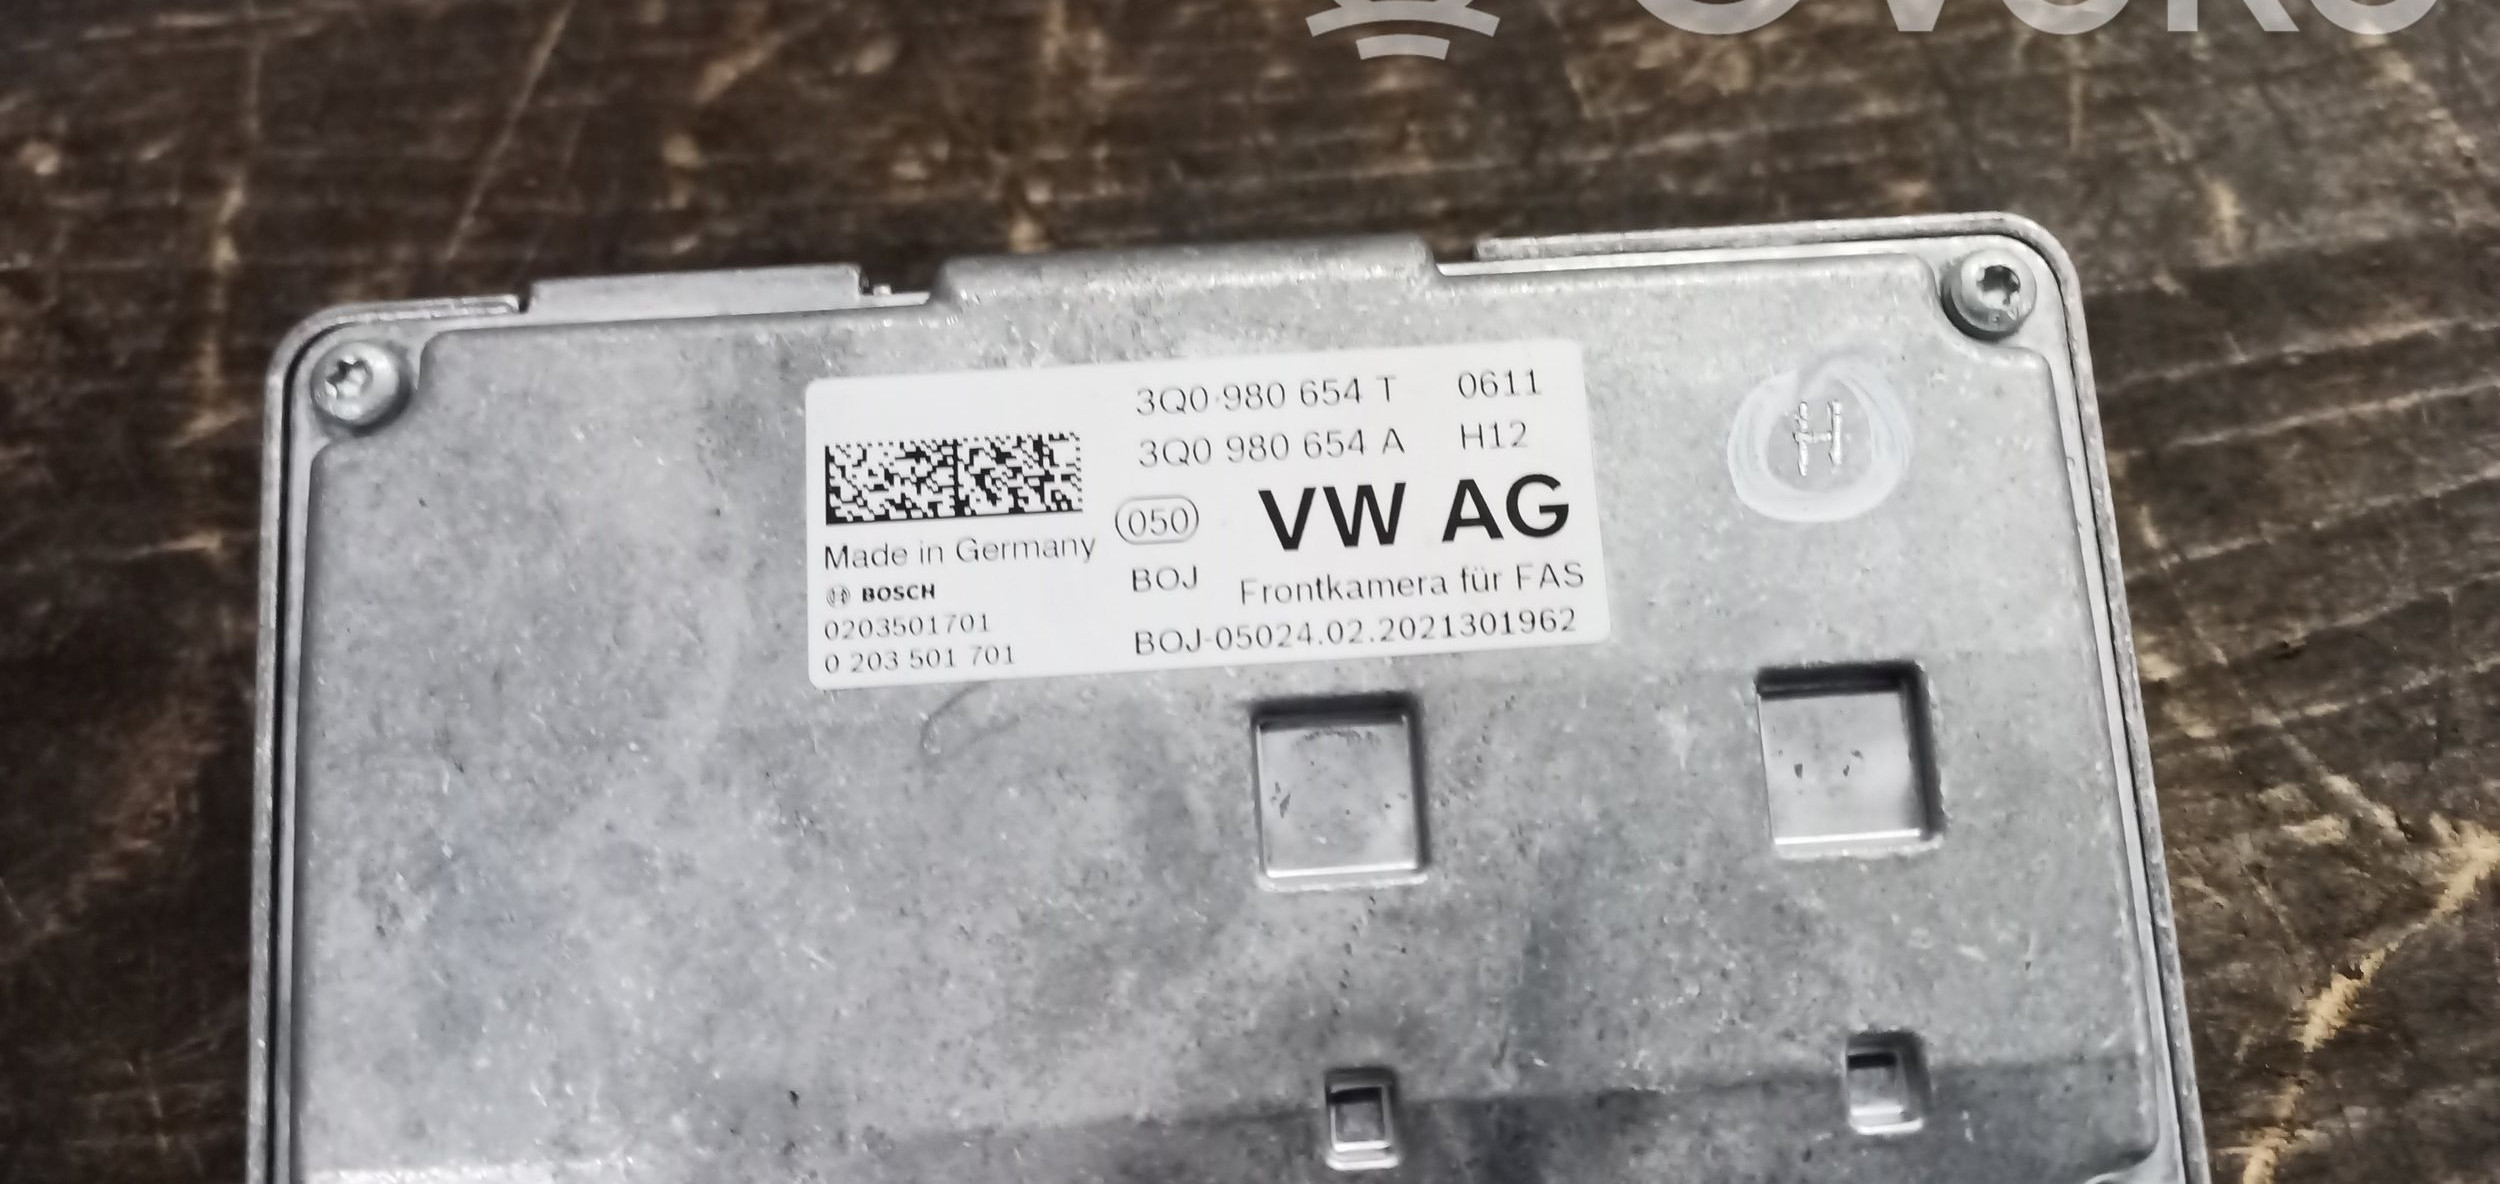 OVOKO
3Q0 980 654 T 0611
3Q0 980 654 A H12
050 VW AG
Made in Germany
BOJ Frontkamera für FAS
BOSCH
0203501701
BOJ-05024.02.2021301962
0 203 501 701
H